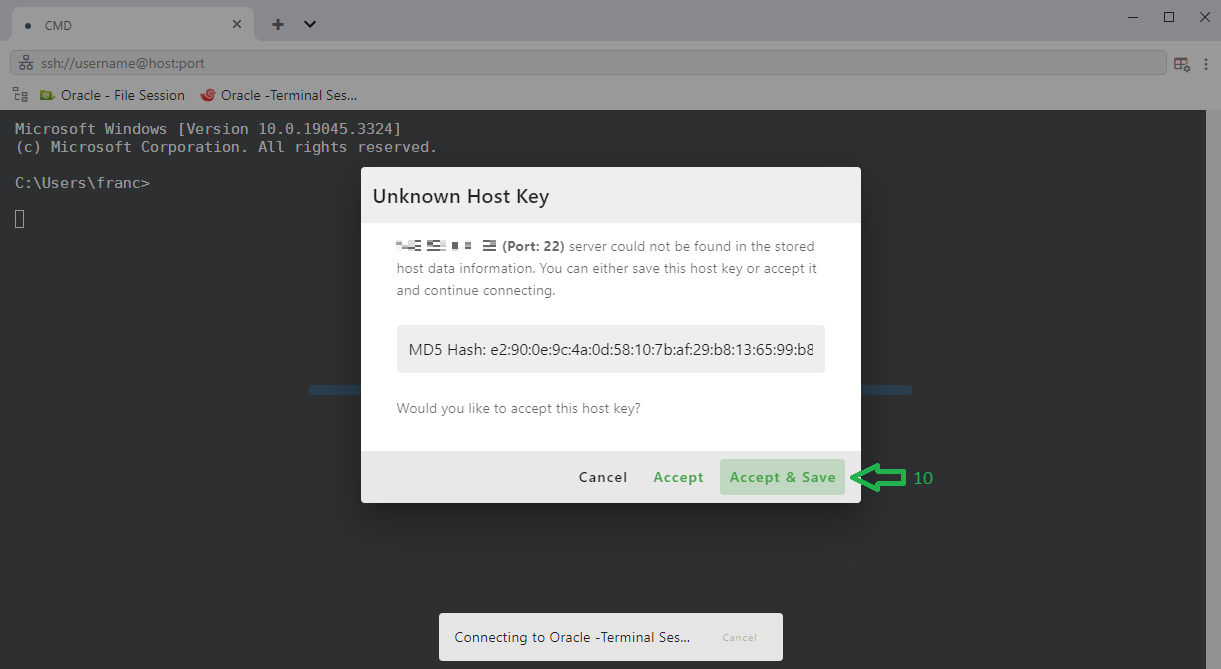 CMD
ssh://username@host:port
Oracle - File Session
Oracle -Terminal Ses...
Microsoft Windows [Version 10.0.19045.3324]
(c) Microsoft Corporation. All rights reserved.
C:\Users\franc>
Unknown Host Key
(Port: 22) server could not be found in the stored
host data information. You can either save this host key or accept it
and continue connecting.
MD5 Hash: e2:90:0e:9c:4a:0d:58:10:7b:af:29:b8:13:65:99:b8
Would you like to accept this host key?
Cancel
Accept
Accept & Save
10
Connecting to Oracle -Terminal Ses...
Cancel